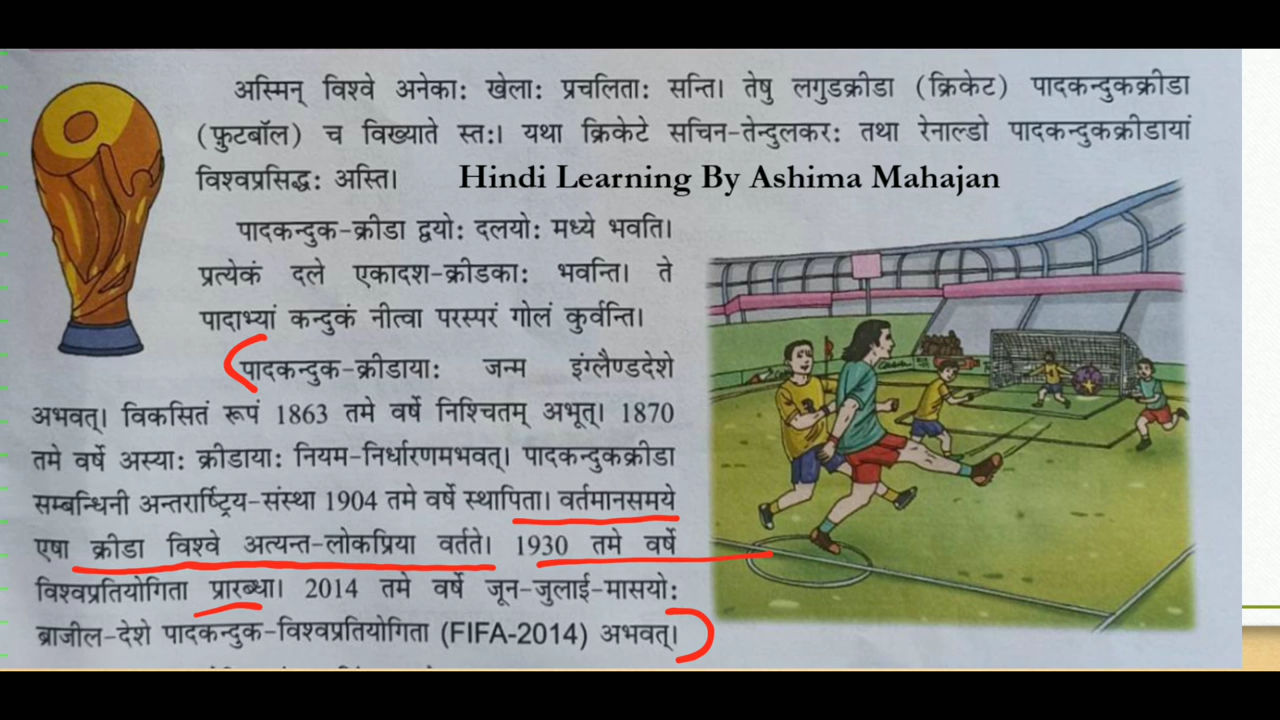 अस्मिन् विश्वे अनेकाः खेलाः प्रचलिताः सन्ति। तेषु लगुडक्रीडा (क्रिकेट) पादकन्दुकक्रीडा
(फ़ुटबॉल) च विख्याते स्तः। यथा क्रिकेटे सचिन-तेन्दुलकरः तथा रेनाल्डो पादकन्दुकक्रीडायां
विश्वप्रसिद्धः अस्ति।
Hindi Learning By Ashima Mahajan
पादकन्दुक-क्रीडा द्वयोः दलयोः मध्ये भवति।
प्रत्येकं दले एकादश-क्रीडकाः भवन्ति। ते
पादाभ्यां कन्दुकं नीत्वा परस्परं गोलं कुर्वन्ति।
पादकन्दुक-क्रीडायाः जन्म इंग्लैण्डदेशे
अभवत्। विकसितं रूपं 1863 तमे वर्षे निश्चितम् अभूत्। 1870
तमे वर्षे अस्याः क्रीडायाः नियम-निर्धारणमभवत्। पादकन्दुकक्रीडा
सम्बन्धिनी अन्तरार्ष्ट्रिय-संस्था 1904 तमे वर्षे स्थापिता। वर्तमानसमये
एषा क्रीडा विश्वे अत्यन्त-लोकप्रिया वर्तते। 1930 तमे वर्षे
विश्वप्रतियोगिता प्रारब्धा। 2014 तमे वर्षे जून-जुलाई-मासयोः
ब्राजील-देशे पादकन्दुक-विश्वप्रतियोगिता (FIFA-2014) अभवत्।